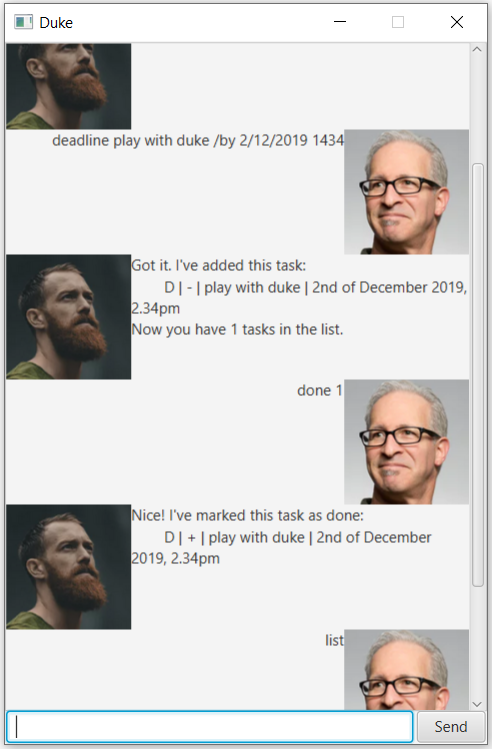 Duke
deadline play with duke /by 2/12/2019 1434
Got it. I've added this task:
D | - | play with duke | 2nd of December 2019,
2.34pm
Now you have 1 tasks in the list.
done 1
Nice! I've marked this task as done:
D | + | play with duke | 2nd of December
2019, 2.34pm
list
Send